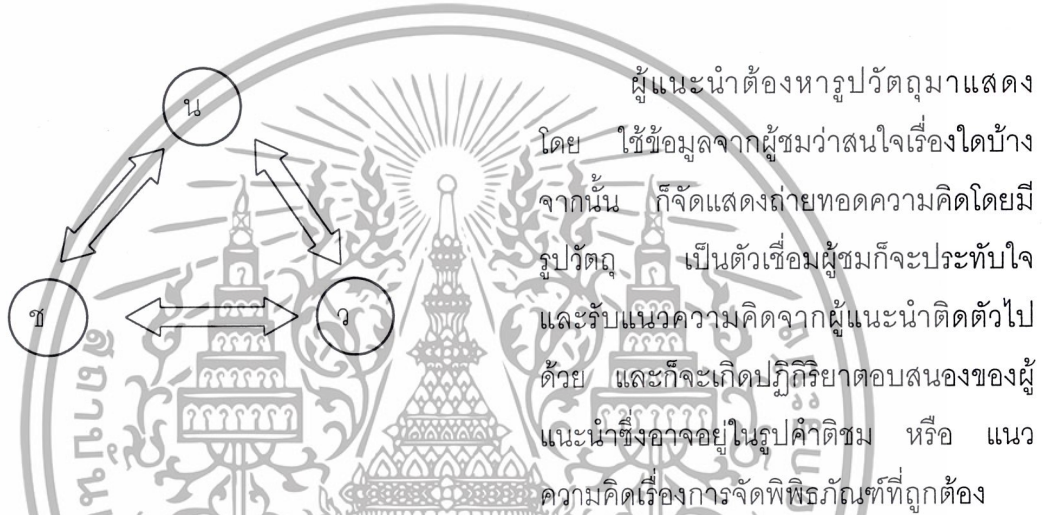 น
ช
ว
ผู้แนะนำต้องหารูปวัตถุมาแสดง
โดย ใช้ข้อมูลจากผู้ชมว่าสนใจเรื่องใดบ้าง
จากนั้น ก็จัดแสดงถ่ายทอดความคิดโดยมี
รูปวัตถุ เป็นตัวเชื่อมผู้ชมก็จะประทับใจ
และรับแนวความคิดจากผู้แนะนำติดตัวไป
ด้วย และก็จะเกิดปฏิกิริยาตอบสนองของผู้
แนะนำซึ่งอาจอยู่ในรูปคำติชม หรือ แนว
ความคิดเรื่องการจัดพิพิธภัณฑ์ที่ถูกต้อง